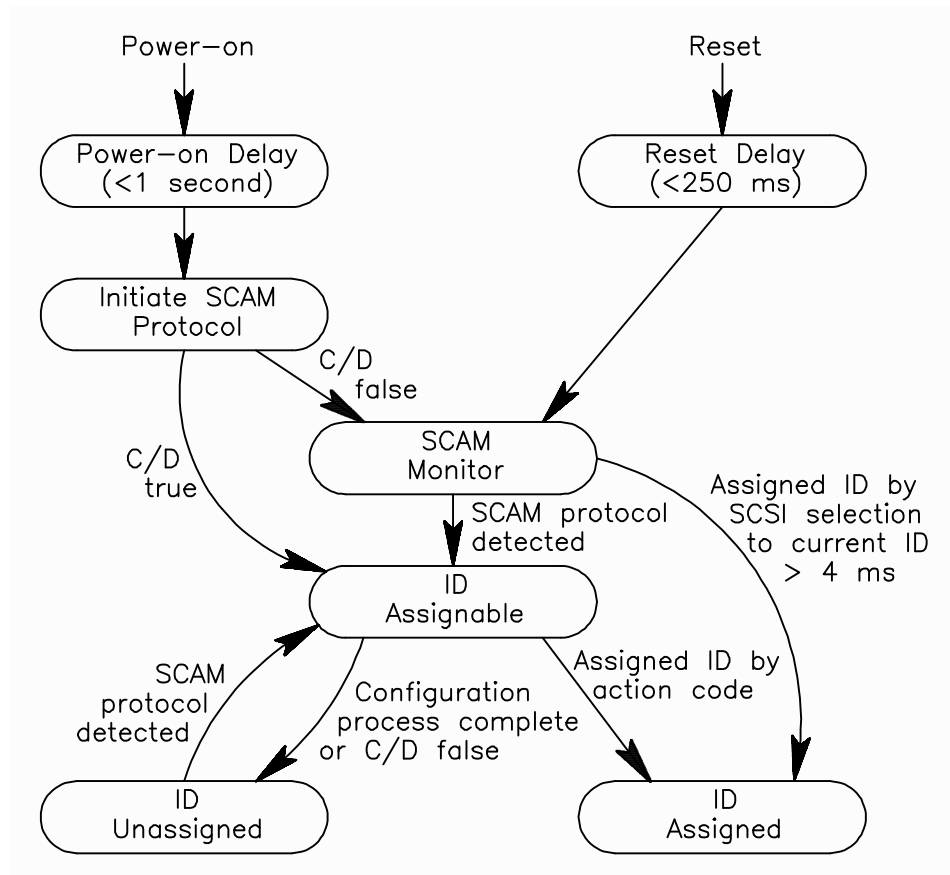 Power-on
Reset
Power-on Delay
(<1 second)
Reset Delay
(<250 ms)
Initiate SCAM
Protocol
C/D
false
SCAM
Monitor
C/D
true
Assigned ID by
SCSI selection
to current ID
> 4 ms
SCAM protocol
detected
ID
Assignable
SCAM
protocol
detected
Configuration
process complete
or C/D false
Assigned ID by
action code
ID
Unassigned
ID
Assigned